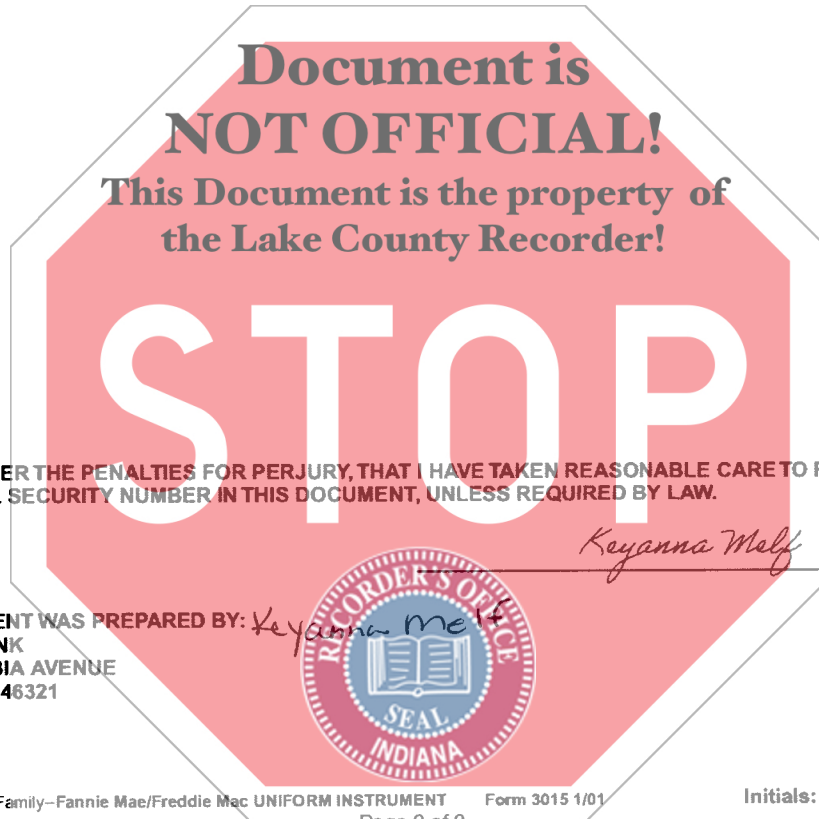 Document is
NOT OFFICIAL!
This Document is the property of
the Lake County Recorder!
STOP
ER THE PENALTIES FOR PERJURY, THAT I HAVE TAKEN REASONABLE CARE TO
SECURITY NUMBER IN THIS DOCUMENT, UNLESS REQUIRED BY LAW.
Keyanna Melf
ENT WAS PREPARED BY: Keyanna Melf
NK
BIA AVENUE
46321
RECORDER'S OFFICE
SEAL
INDIANA
Family–Fannie Mae/Freddie Mac UNIFORM INSTRUMENT Form 3015 1/01 Initials: